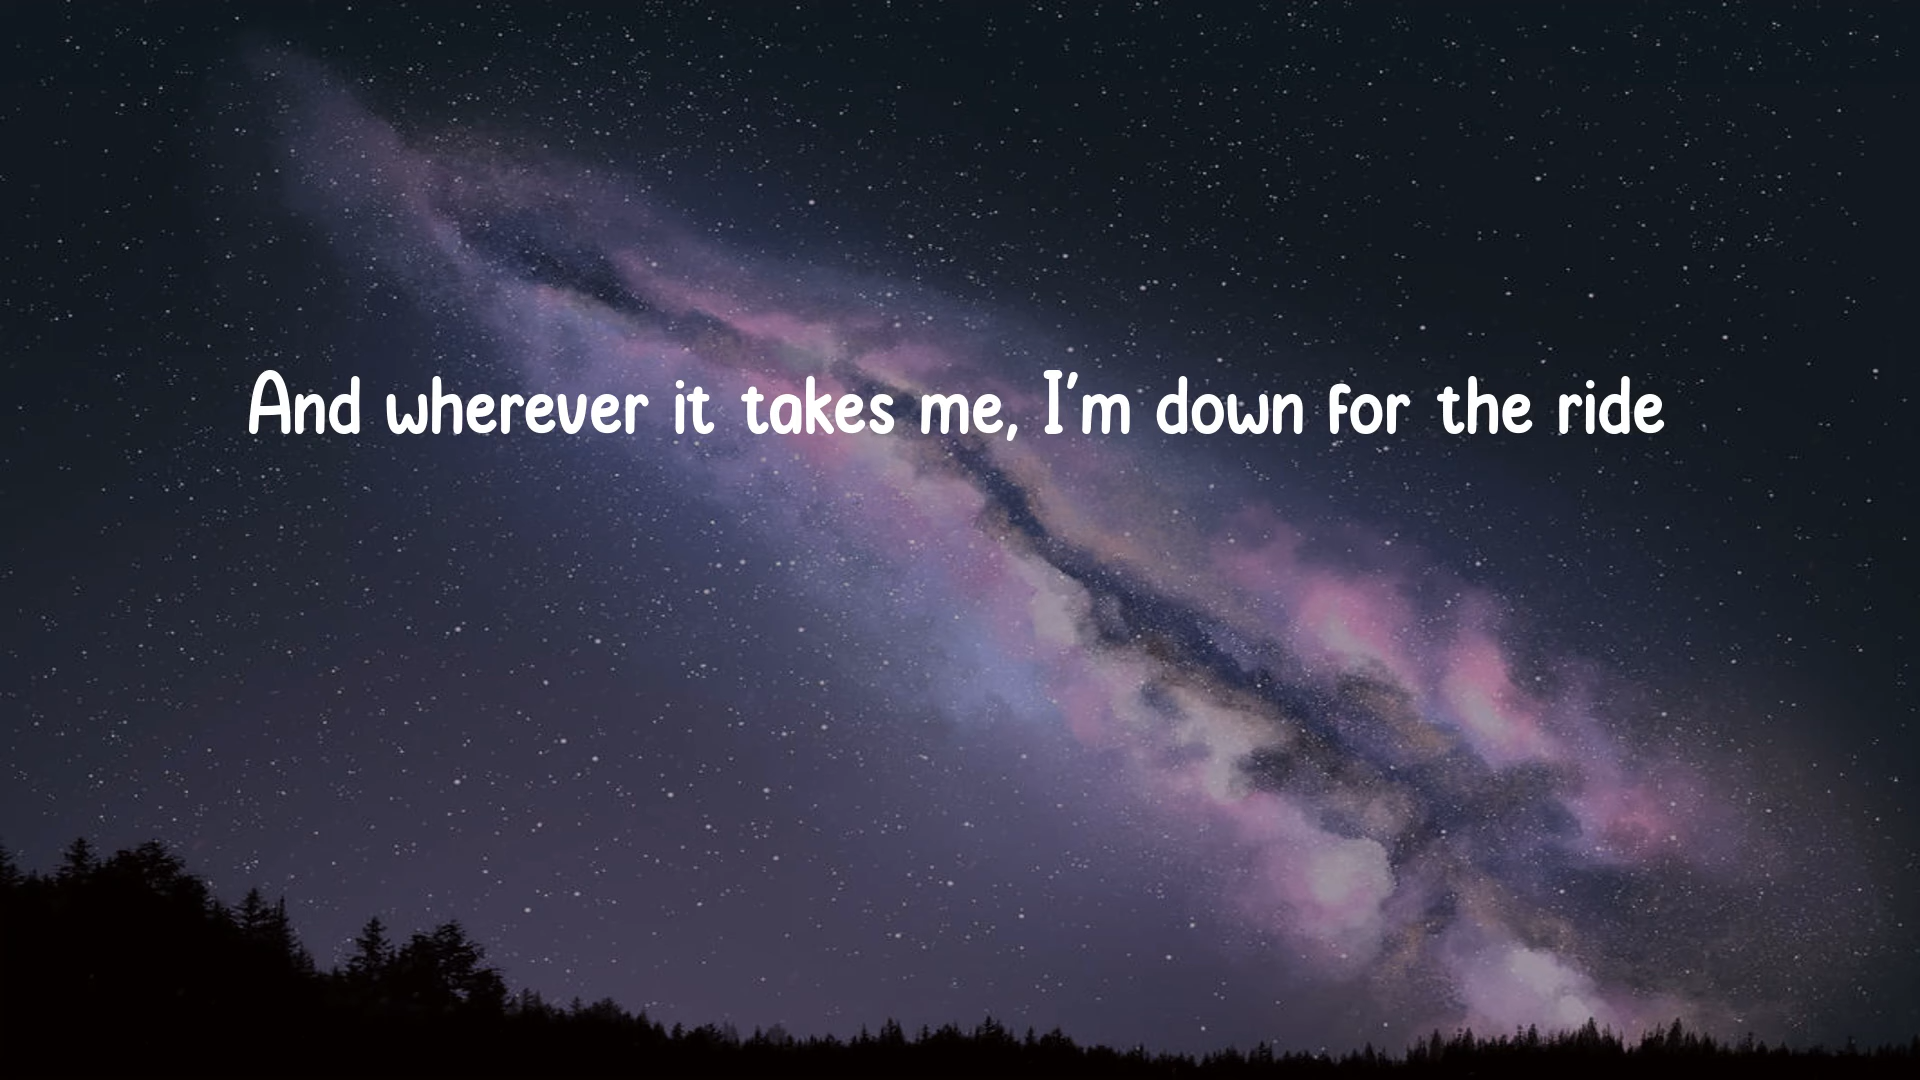 And wherever it takes me, I'm down for the ride